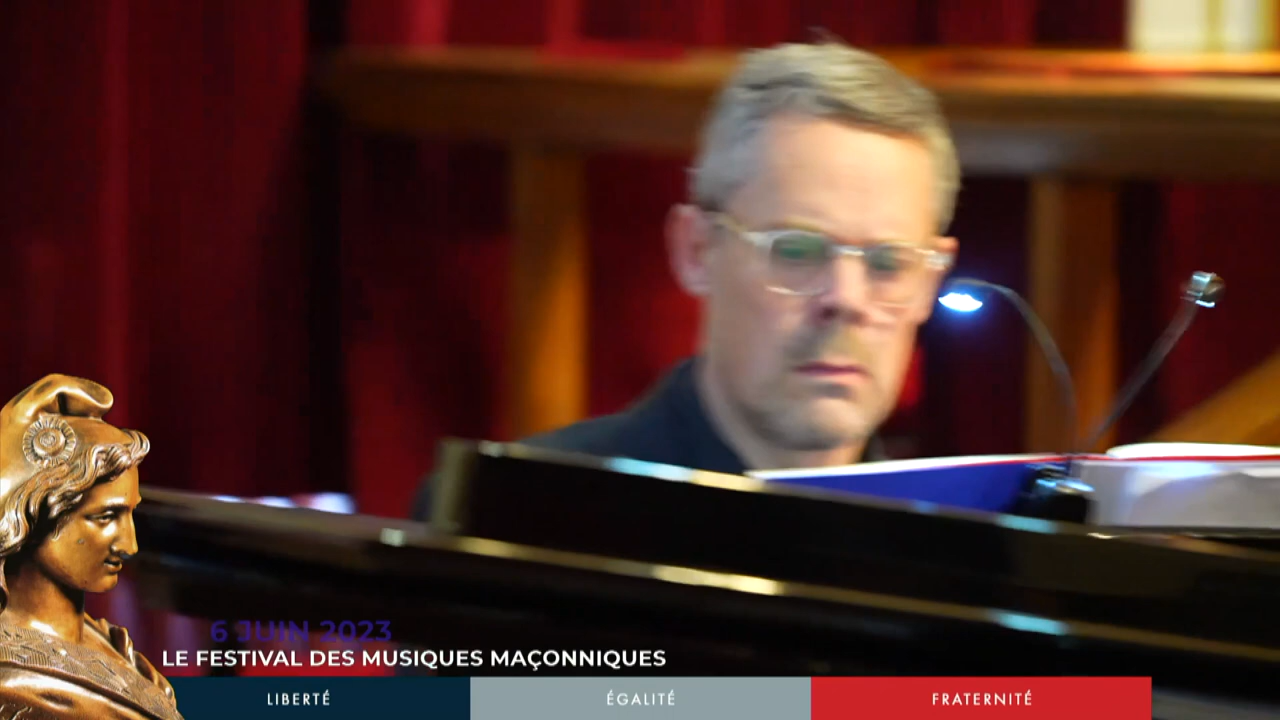 6 JUIN 2023
LE FESTIVAL DES MUSIQUES MAÇONNIQUES
LIBERTÉ
ÉGALITÉ
FRATERNITÉ